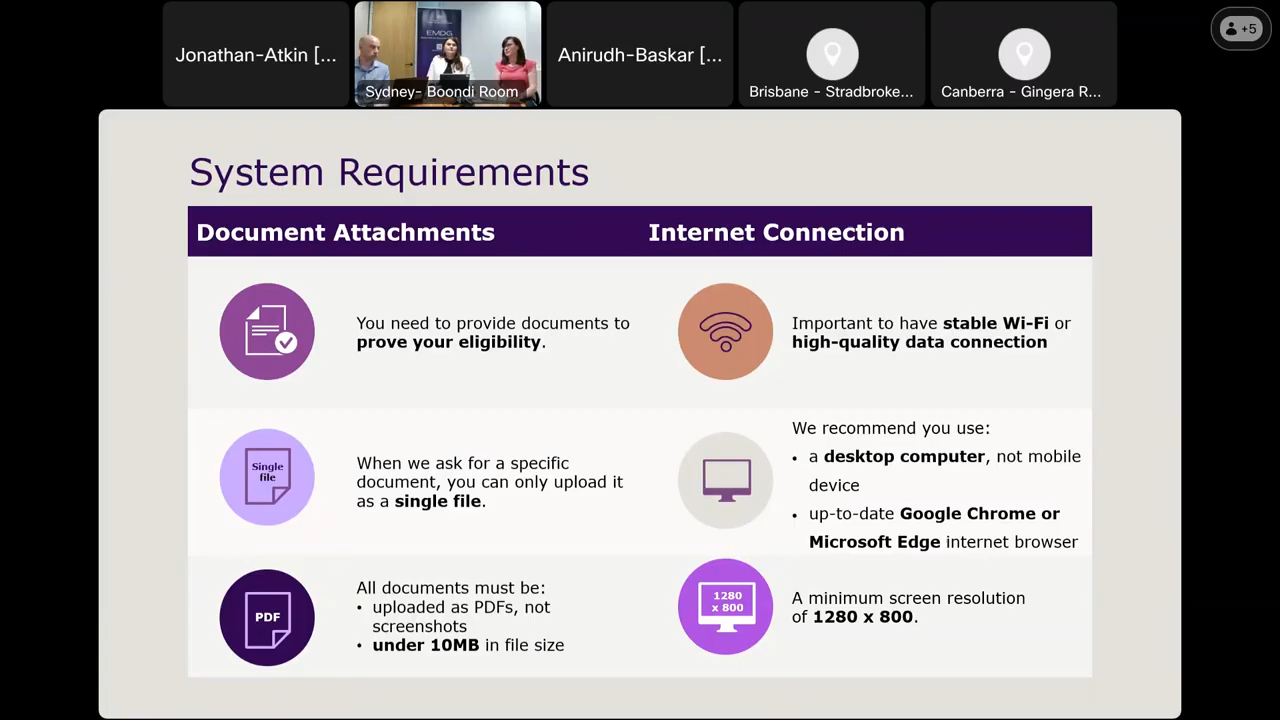 Jonathan-Atkin [...
EMDG
Sydney- Boondi Room
Anirudh-Baskar [...
Brisbane - Stradbroke...
Canberra - Gingera R...
+5
System Requirements
Document Attachments
Internet Connection
You need to provide documents to
prove your eligibility.
Important to have stable Wi-Fi or
high-quality data connection
Single
file
When we ask for a specific
document, you can only upload it
as a single file.
We recommend you use:
• a desktop computer, not mobile
device
• up-to-date Google Chrome or
Microsoft Edge internet browser
PDF
All documents must be:
• uploaded as PDFs, not
screenshots
• under 10MB in file size
1280
x 800
A minimum screen resolution
of 1280 x 800.